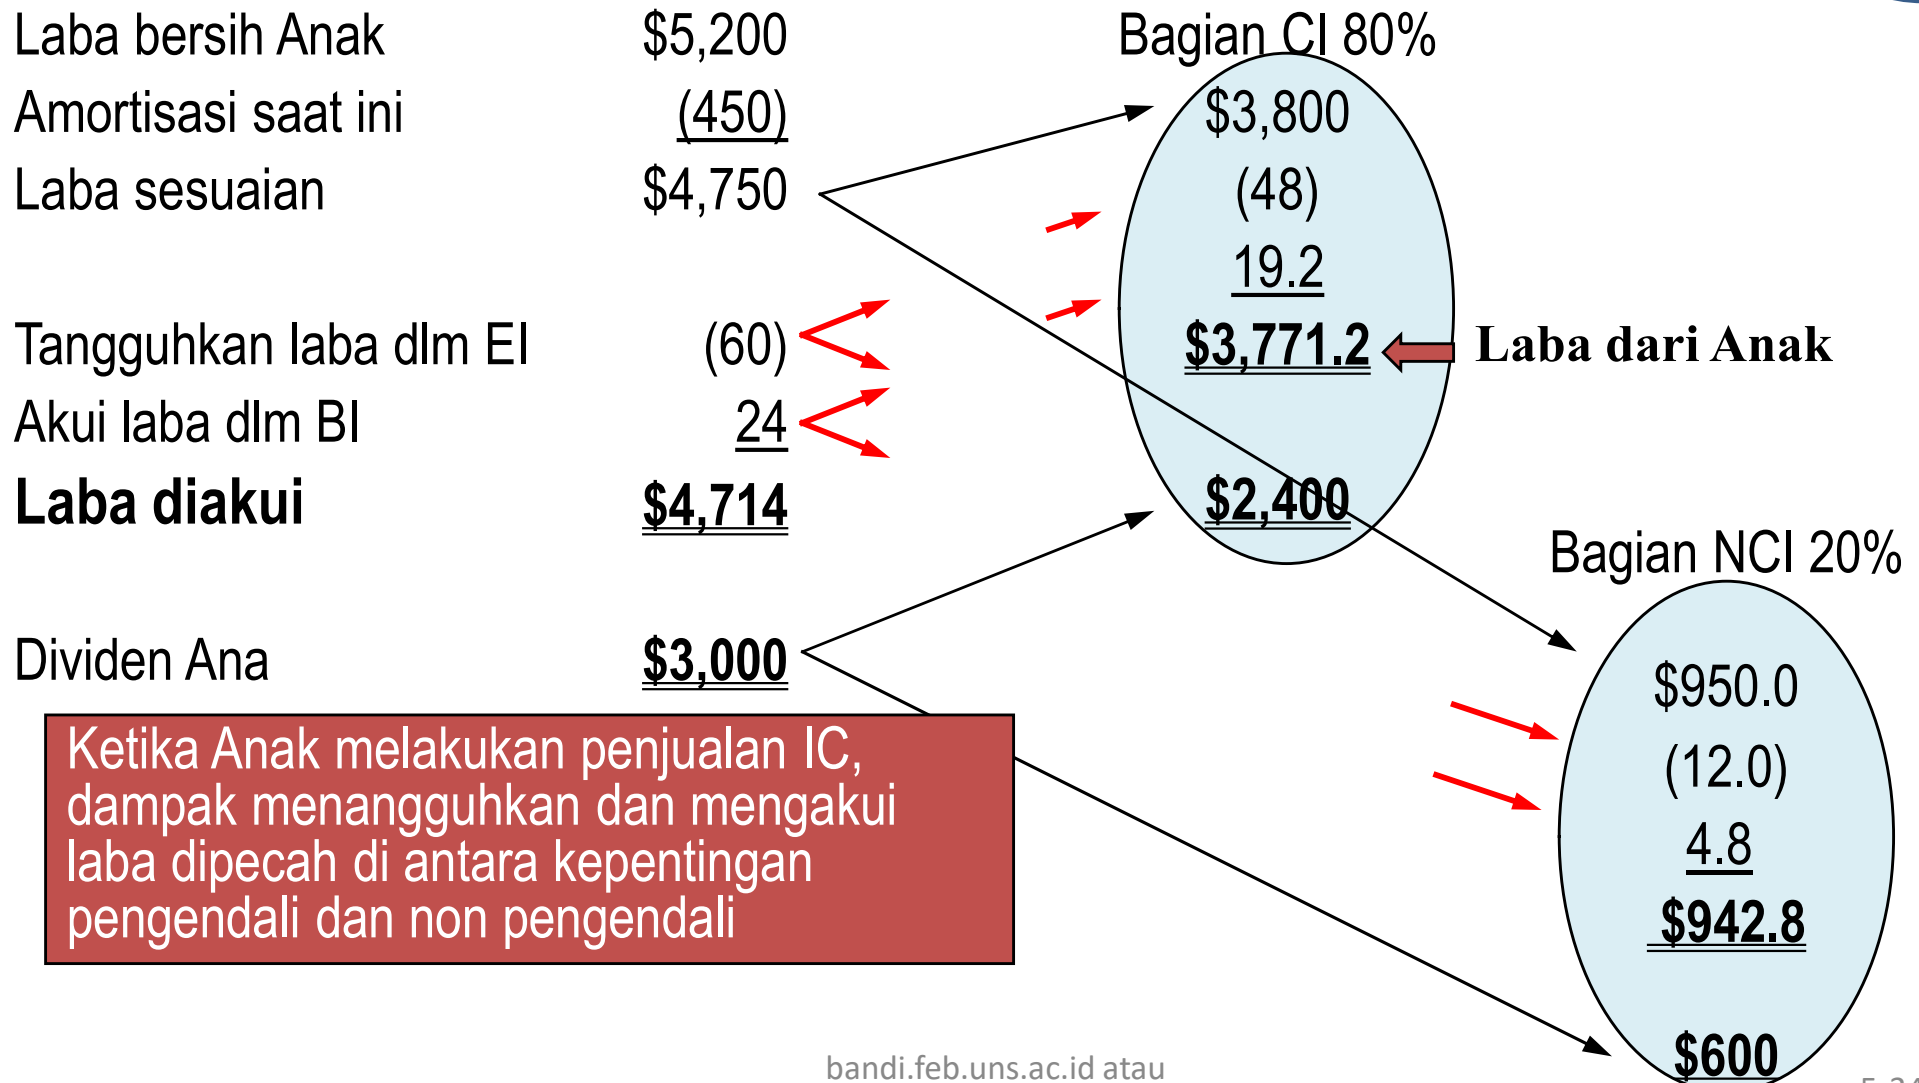 Laba bersih Anak $5,200 Bagian CI 80%
Amortisasi saat ini (450) $3,800
Laba sesuaian $4,750 (48)
19.2
Tangguhkan laba dlm EI (60) $3,771.2 Laba dari Anak
Akui laba dlm BI 24
Laba diakui $4,714 $2,400
Bagian NCI 20%
Dividen Ana $3,000 $950.0
Ketika Anak melakukan penjualan IC,
dampak menangguhkan dan mengakui
laba dipecah di antara kepentingan
pengendali dan non pengendali
(12.0)
4.8
$942.8
$600
bandi.feb.uns.ac.id atau